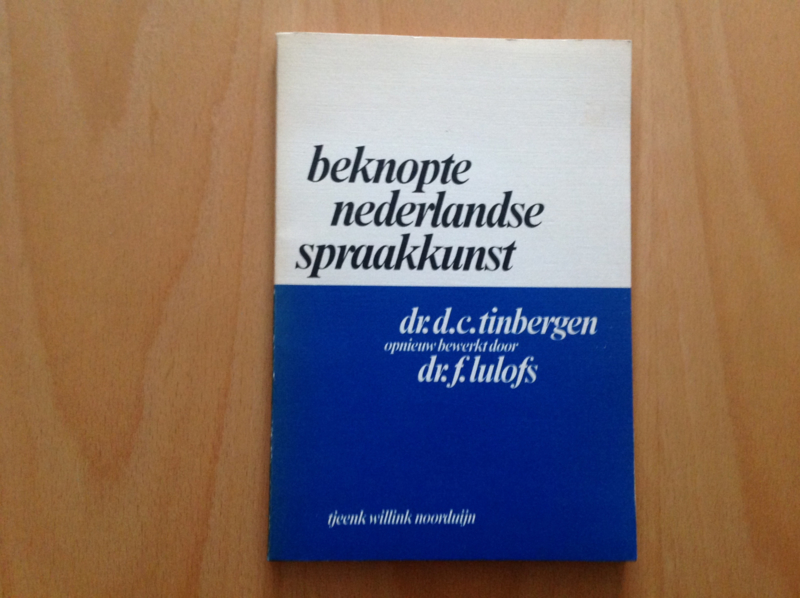 beknopte
nederlandse
spraakkunst
dr. d.c. tinbergen
opnieuw bewerkt door
dr. f. lulofs
tjeenk willink noorduijn